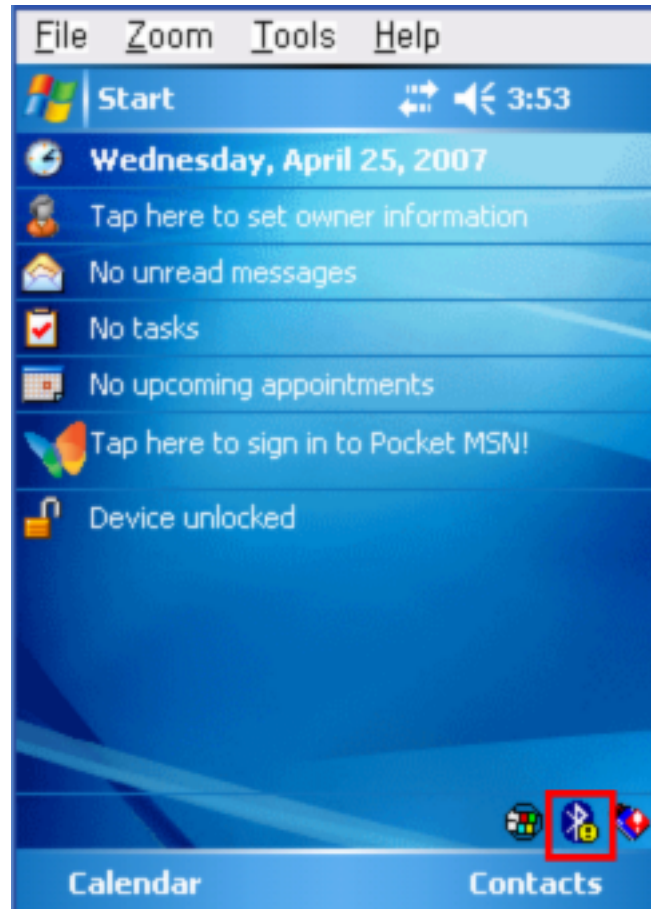 File Zoom Tools Help
Start 3:53
Wednesday, April 25, 2007
Tap here to set owner information
No unread messages
No tasks
No upcoming appointments
Tap here to sign in to Pocket MSN!
Device unlocked
Calendar Contacts